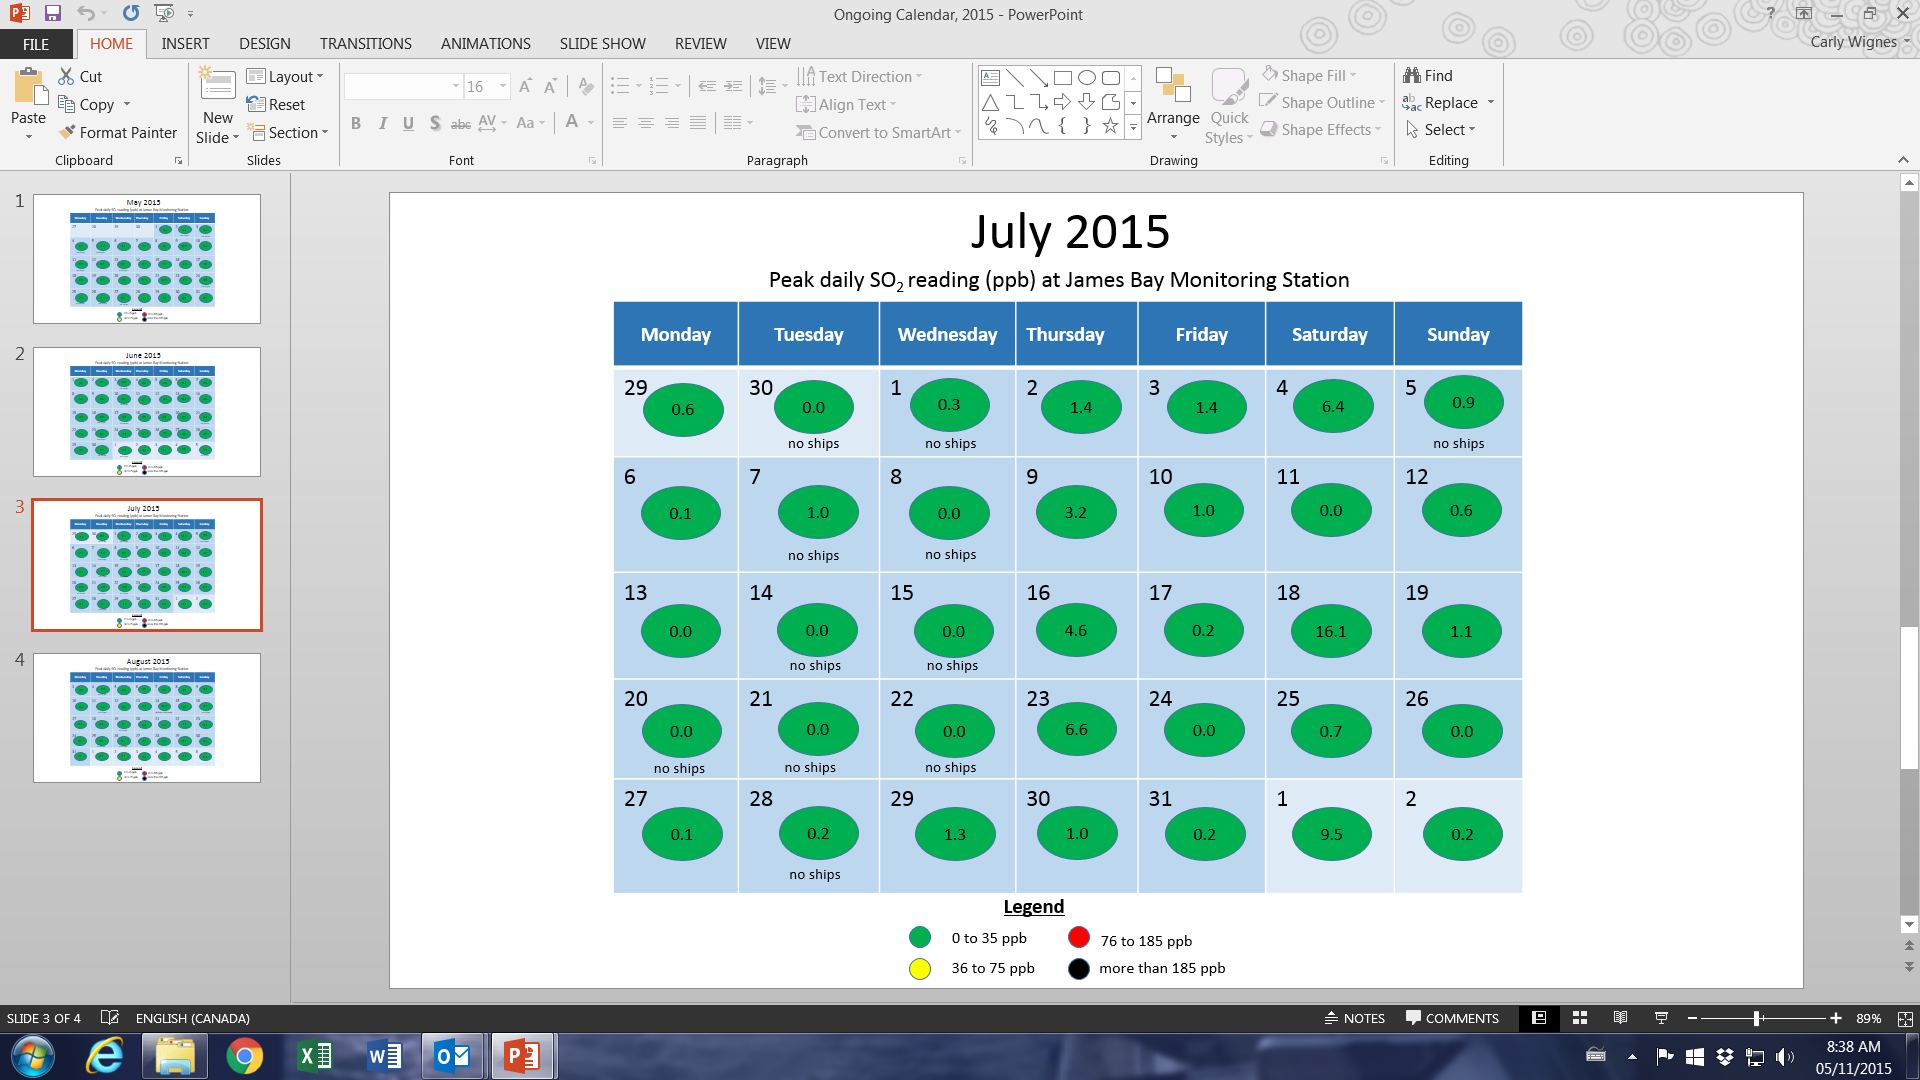 Ongoing Calendar, 2015 - PowerPoint
?
FILE HOME INSERT DESIGN TRANSITIONS ANIMATIONS SLIDE SHOW REVIEW VIEW
Carly Wignes
Paste
Cut
Copy
Format Painter
Clipboard
New Slide
Layout
Reset
Section
Slides
16
B I U S abc AV Aa A
Font
Text Direction
Align Text
Convert to SmartArt
Paragraph
Arrange
Quick Styles
Shape Fill
Shape Outline
Shape Effects
Drawing
Find
Replace
Select
Editing
1
May 2015
2
June 2015
3
July 2015
4
August 2015
July 2015
Peak daily SO2 reading (ppb) at James Bay Monitoring Station
Monday Tuesday Wednesday Thursday Friday Saturday Sunday
29 0.6 30 0.0 1 0.3 2 1.4 3 1.4 4 6.4 5 0.9
no ships no ships no ships
6 0.1 7 1.0 8 0.0 9 3.2 10 1.0 11 0.0 12 0.6
no ships no ships
13 0.0 14 0.0 15 0.0 16 4.6 17 0.2 18 16.1 19 1.1
no ships no ships
20 0.0 21 0.0 22 0.0 23 6.6 24 0.0 25 0.7 26 0.0
no ships no ships no ships
27 0.1 28 0.2 29 1.3 30 1.0 31 0.2 1 9.5 2 0.2
no ships
Legend
0 to 35 ppb 76 to 185 ppb
36 to 75 ppb more than 185 ppb
SLIDE 3 OF 4 ENGLISH (CANADA) NOTES COMMENTS 89%
8:38 AM
05/11/2015